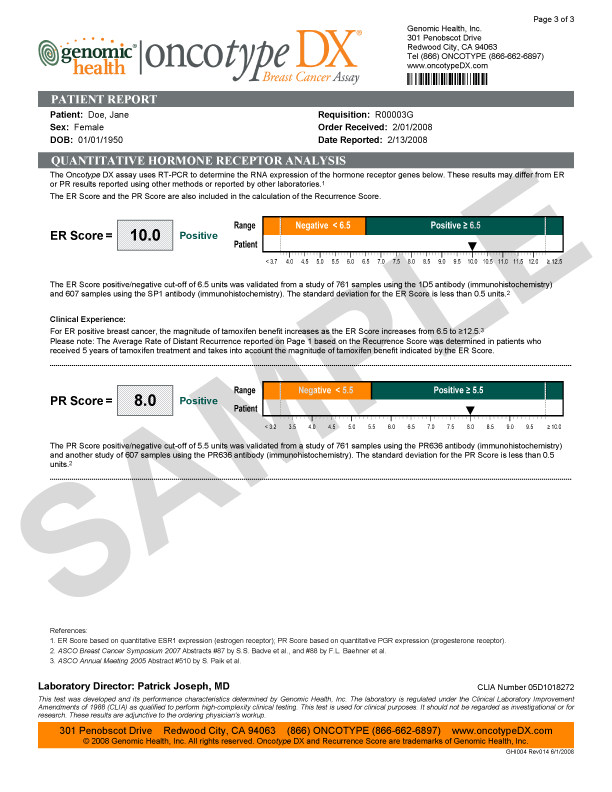 Page 3 of 3
genomic health | oncotype DX®
Breast Cancer Assay
Genomic Health, Inc.
301 Penobscot Drive
Redwood City, CA 94063
Tel (866) ONCOTYPE (866-662-6897)
www.oncotypeDX.com
PATIENT REPORT
Patient: Doe, Jane
Sex: Female
DOB: 01/01/1950
Requisition: R00003G
Order Received: 2/01/2008
Date Reported: 2/13/2008
QUANTITATIVE HORMONE RECEPTOR ANALYSIS
The Oncotype DX assay uses RT-PCR to determine the RNA expression of the hormone receptor genes below. These results may differ from ER
or PR results reported using other methods or reported by other laboratories.1
The ER Score and the PR Score are also included in the calculation of the Recurrence Score.
ER Score = 10.0 Positive
Range Negative < 6.5 Positive ≥ 6.5
Patient
< 3.7 4.0 4.5 5.0 5.5 6.0 6.5 7.0 7.5 8.0 8.5 9.0 9.5 10.0 10.5 11.0 11.5 12.0 ≥ 12.5
The ER Score positive/negative cut-off of 6.5 units was validated from a study of 761 samples using the 1D5 antibody (immunohistochemistry)
and 607 samples using the SP1 antibody (immunohistochemistry). The standard deviation for the ER Score is less than 0.5 units.2
Clinical Experience:
For ER positive breast cancer, the magnitude of tamoxifen benefit increases as the ER Score increases from 6.5 to ≥12.5.3
Please note: The Average Rate of Distant Recurrence reported on Page 1 based on the Recurrence Score was determined in patients who
received 5 years of tamoxifen treatment and takes into account the magnitude of tamoxifen benefit indicated by the ER Score.
PR Score = 8.0 Positive
Range Negative < 5.5 Positive ≥ 5.5
Patient
< 3.2 3.5 4.0 4.5 5.0 5.5 6.0 6.5 7.0 7.5 8.0 8.5 9.0 9.5 ≥ 10.0
The PR Score positive/negative cut-off of 5.5 units was validated from a study of 761 samples using the PR636 antibody (immunohistochemistry)
and another study of 607 samples using the PR636 antibody (immunohistochemistry). The standard deviation for the PR Score is less than 0.5
units.2
SAMPLE
References:
1. ER Score based on quantitative ESR1 expression (estrogen receptor); PR Score based on quantitative PGR expression (progesterone receptor).
2. ASCO Breast Cancer Symposium 2007 Abstracts #87 by S.S. Badve et al., and #88 by F.L. Baehner et al.
3. ASCO Annual Meeting 2005 Abstract #510 by S. Paik et al.
Laboratory Director: Patrick Joseph, MD
CLIA Number 05D1018272
This test was developed and its performance characteristics determined by Genomic Health, Inc. The laboratory is regulated under the Clinical Laboratory Improvement
Amendments of 1988 (CLIA) as qualified to perform high-complexity clinical testing. This test is used for clinical purposes. It should not be regarded as investigational or for
research. These results are adjunctive to the ordering physician's workup.
301 Penobscot Drive Redwood City, CA 94063 (866) ONCOTYPE (866-662-6897) www.oncotypeDX.com
© 2008 Genomic Health, Inc. All rights reserved. Oncotype DX and Recurrence Score are trademarks of Genomic Health, Inc.
GHI004 Rev014 6/1/2008